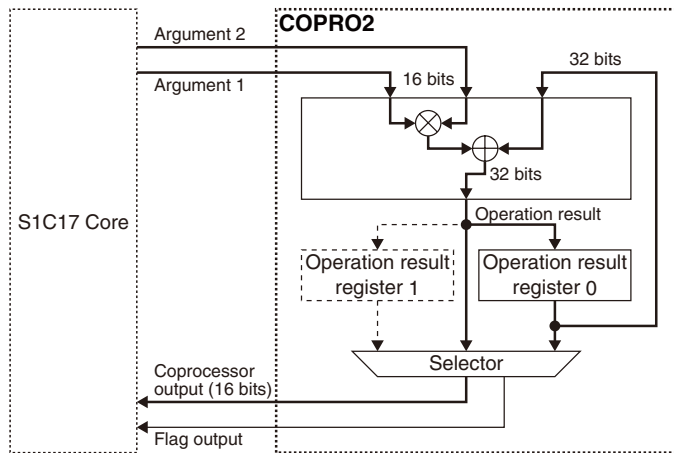 COPRO2
Argument 2
32 bits
Argument 1
16 bits
32 bits
S1C17 Core
Operation result
Operation result
register 1
Operation result
register 0
Selector
Coprocessor
output (16 bits)
Flag output